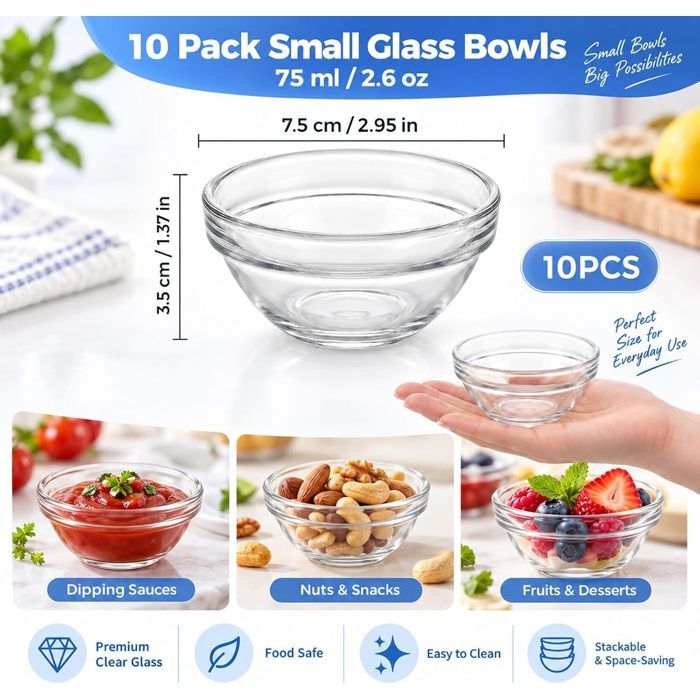 10 Pack Small Glass Bowls
75 ml / 2.6 oz
Small Bowls
Big Possibilities
7.5 cm / 2.95 in
3.5 cm / 1.37 in
10PCS
Perfect
Size for
Everyday Use
Dipping Sauces
Nuts & Snacks
Fruits & Desserts
Premium
Clear Glass
Food Safe
Easy to Clean
Stackable
& Space-Saving